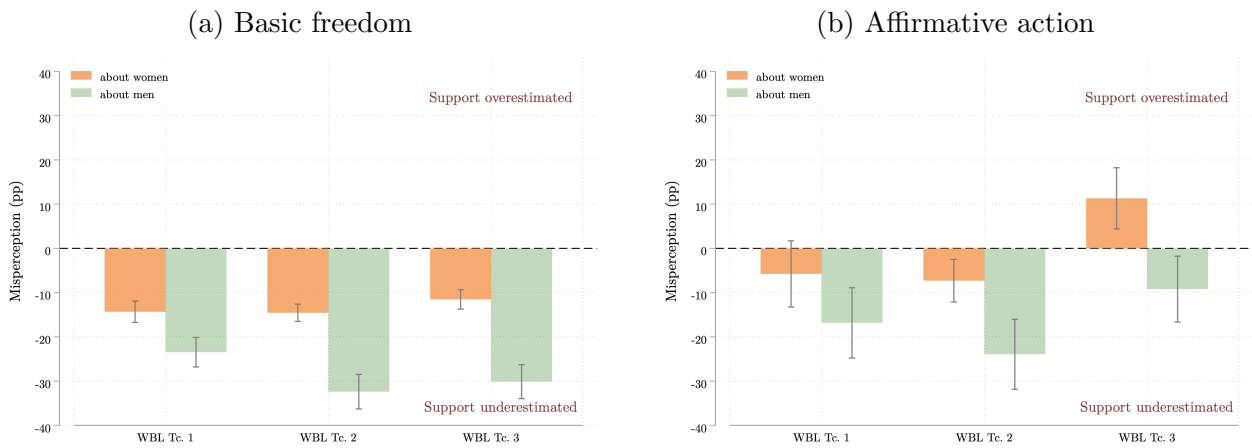 (a) Basic freedom
40
30
20
10
0
-10
-20
-30
-40
Misperception (pp)
about women
about men
Support overestimated
Support underestimated
WBL Tc. 1
WBL Tc. 2
WBL Tc. 3
(b) Affirmative action
40
30
20
10
0
-10
-20
-30
-40
Misperception (pp)
about women
about men
Support overestimated
Support underestimated
WBL Tc. 1
WBL Tc. 2
WBL Tc. 3